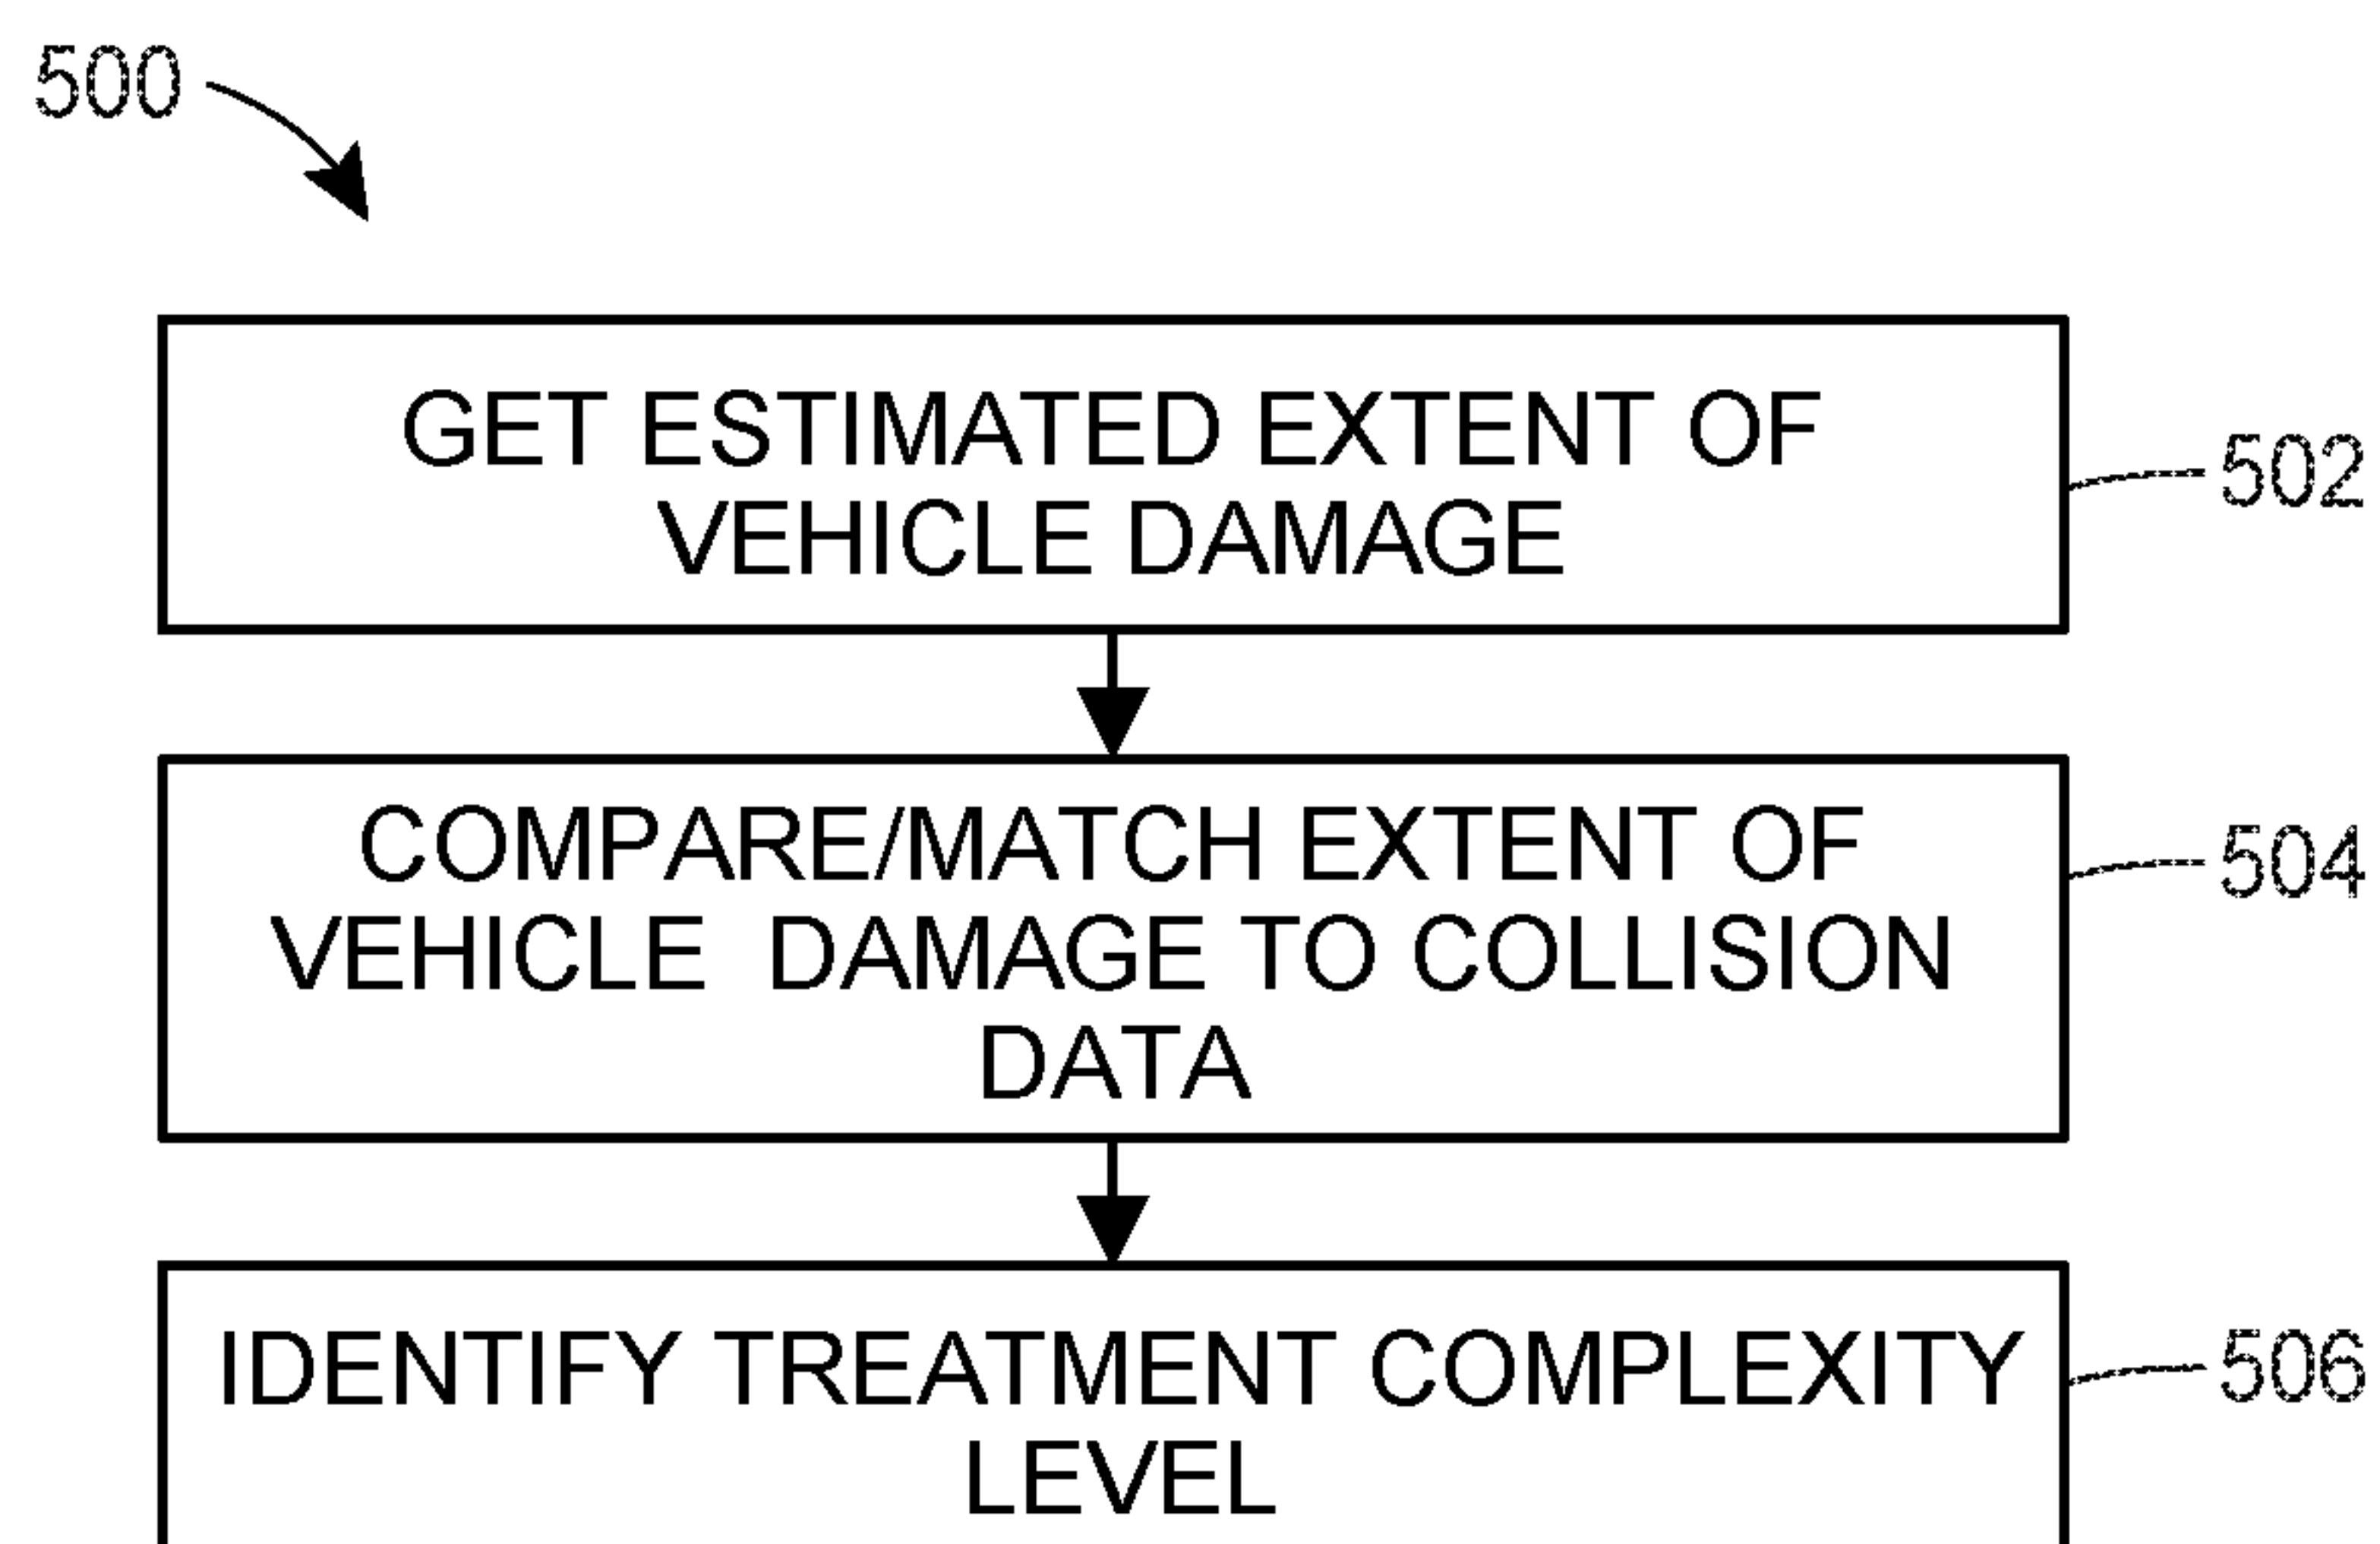 500
GET ESTIMATED EXTENT OF
VEHICLE DAMAGE
502
COMPARE/MATCH EXTENT OF
VEHICLE DAMAGE TO COLLISION
DATA
504
IDENTIFY TREATMENT COMPLEXITY
LEVEL
506